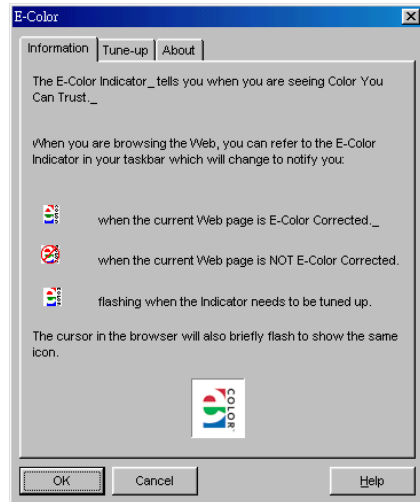 E-Color
Information Tune-up About
The E-Color Indicator_ tells you when you are seeing Color You
Can Trust._
When you are browsing the Web, you can refer to the E-Color
Indicator in your taskbar which will change to notify you:
when the current Web page is E-Color Corrected._
when the current Web page is NOT E-Color Corrected.
flashing when the Indicator needs to be tuned up.
The cursor in the browser will also briefly flash to show the same
icon.
COLOR
OK Cancel Help